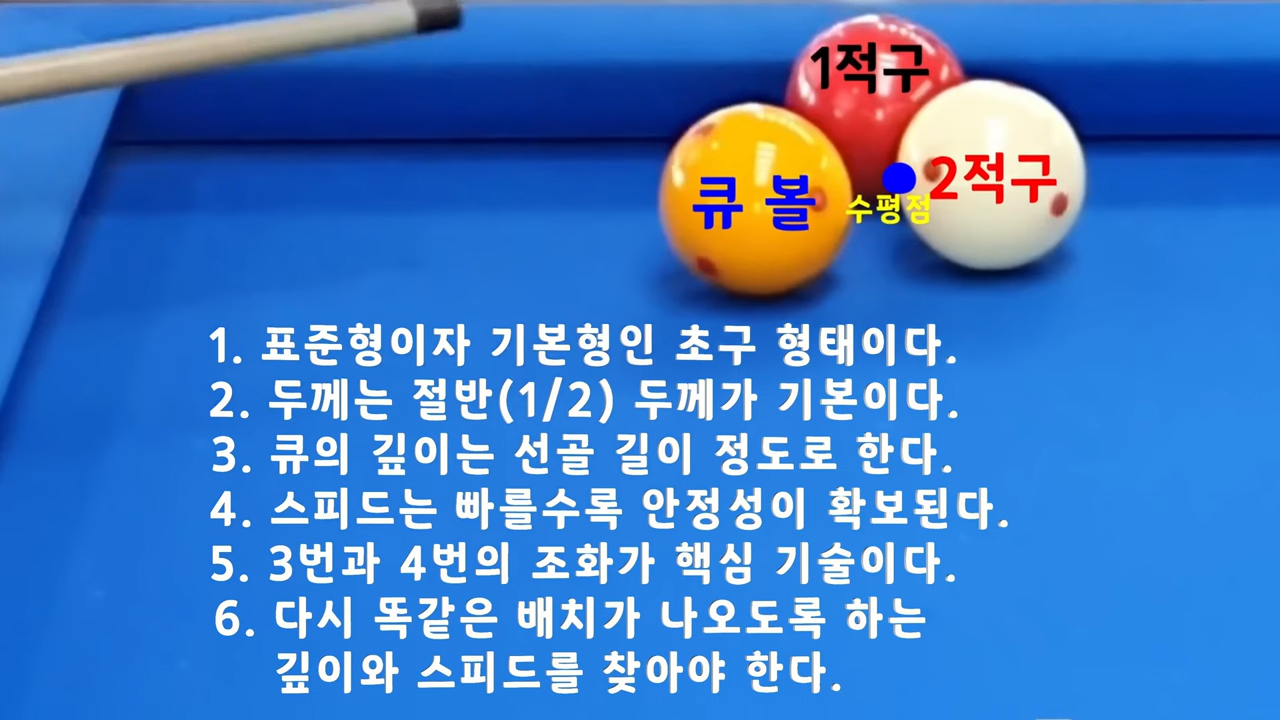 1적구
큐 볼
2적구
수평점
1. 표준형이자 기본형인 초구 형태이다.
2. 두께는 절반(1/2) 두께가 기본이다.
3. 큐의 깊이는 선골 길이 정도로 한다.
4. 스피드는 빠를수록 안정성이 확보된다.
5. 3번과 4번의 조화가 핵심 기술이다.
6. 다시 똑같은 배치가 나오도록 하는
깊이와 스피드를 찾아야 한다.